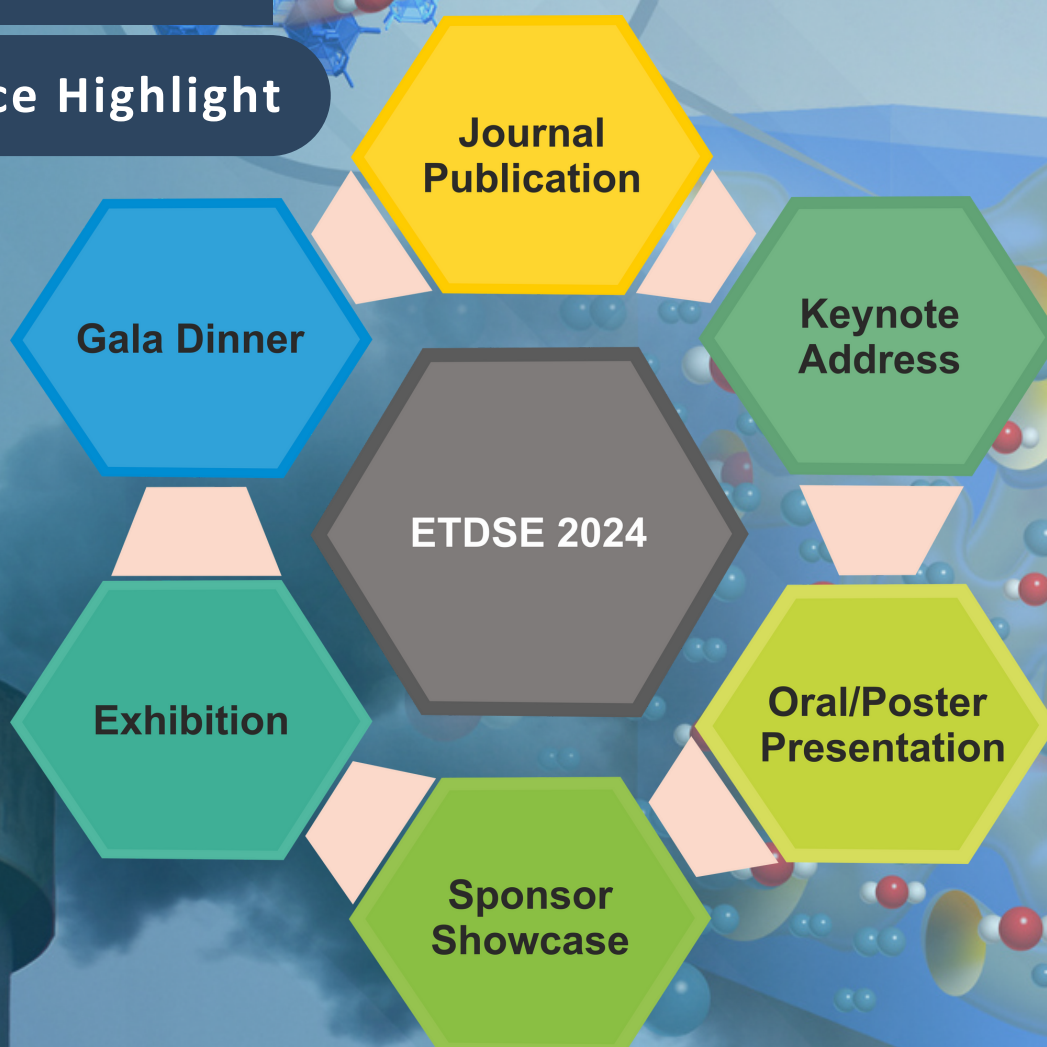 ce Highlight
Journal
Publication
Gala Dinner
Keynote
Address
ETDSE 2024
Exhibition
Oral/Poster
Presentation
Sponsor
Showcase